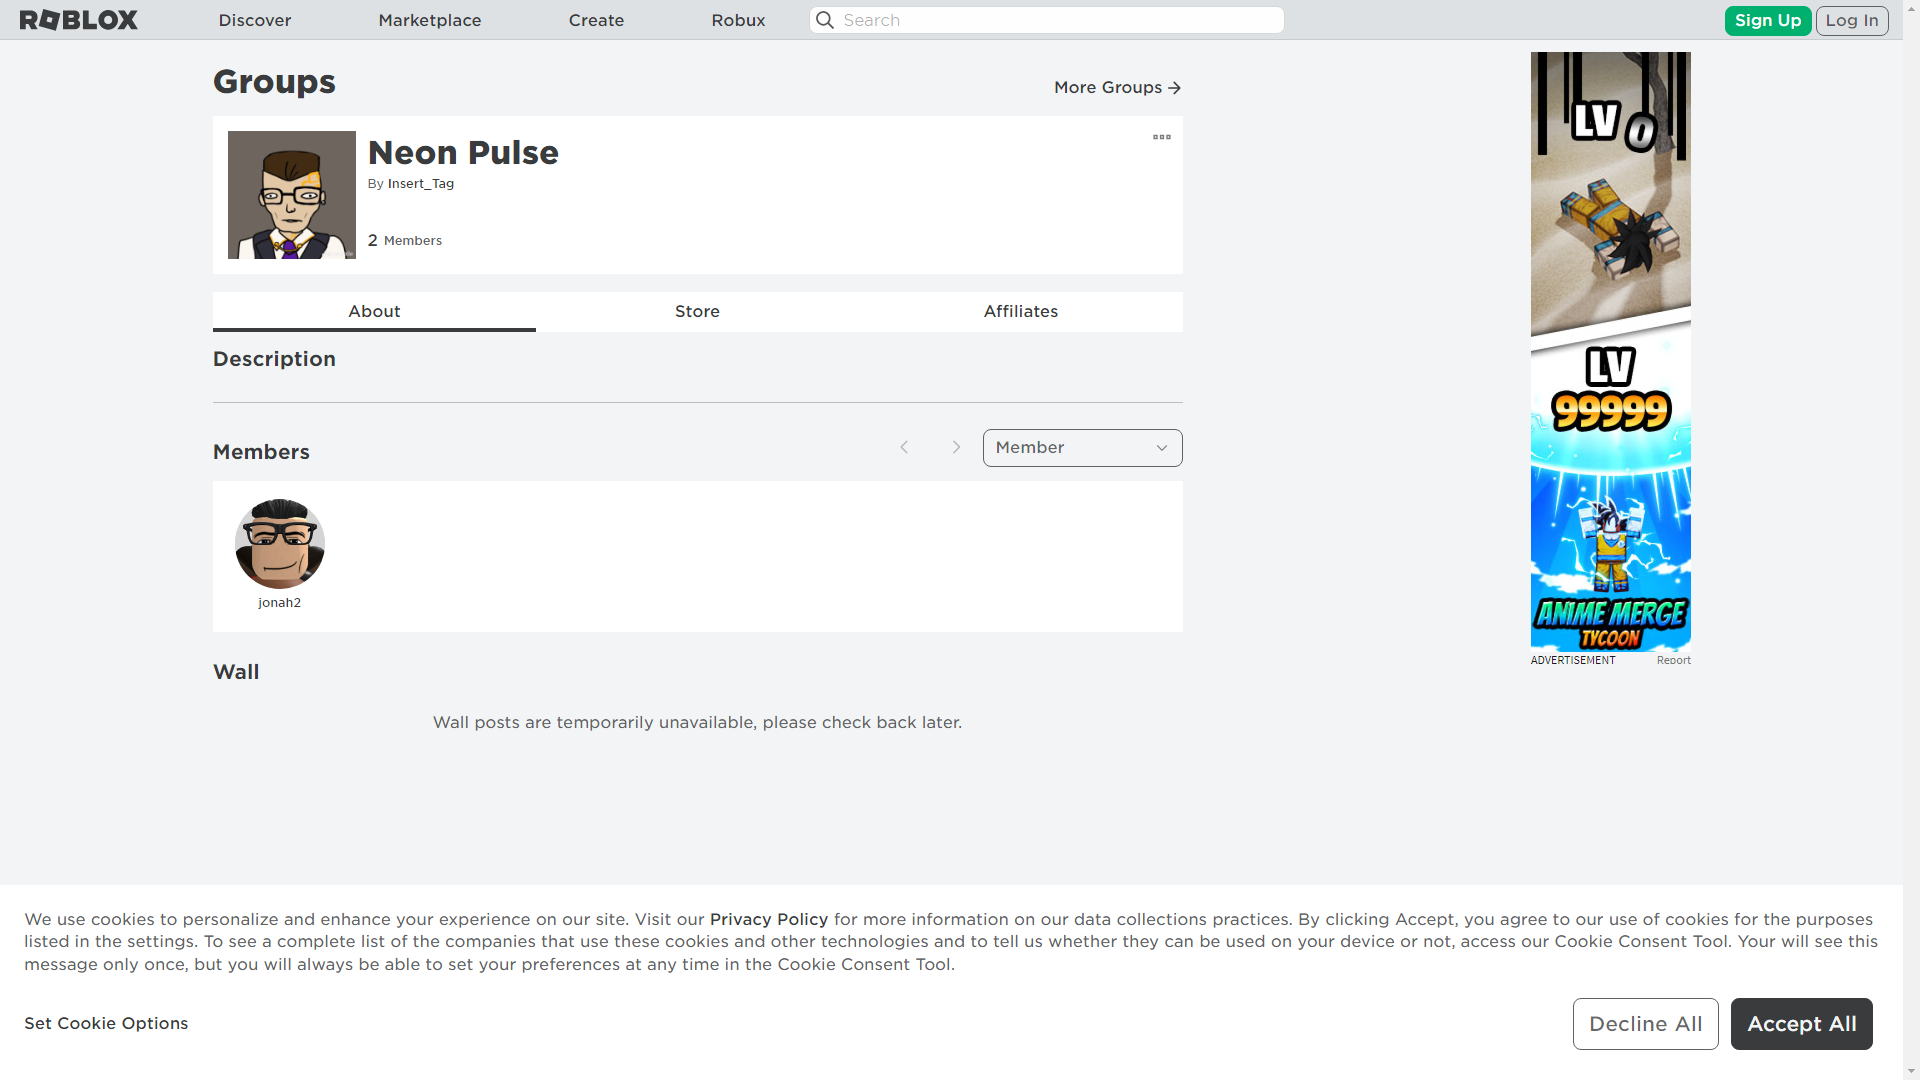 ROBLOX
Discover
Marketplace
Create
Robux
Search
Sign Up
Log In
Groups
More Groups
Neon Pulse
By Insert_Tag
2 Members
About
Store
Affiliates
Description
Members
Member
jonah2
Wall
Wall posts are temporarily unavailable, please check back later.
LV 0
LV
99999
ANIME MERGE
TYCOON
ADVERTISEMENT
Report
We use cookies to personalize and enhance your experience on our site. Visit our Privacy Policy for more information on our data collections practices. By clicking Accept, you agree to our use of cookies for the purposes
listed in the settings. To see a complete list of the companies that use these cookies and other technologies and to tell us whether they can be used on your device or not, access our Cookie Consent Tool. Your will see this
message only once, but you will always be able to set your preferences at any time in the Cookie Consent Tool.
Set Cookie Options
Decline All
Accept All